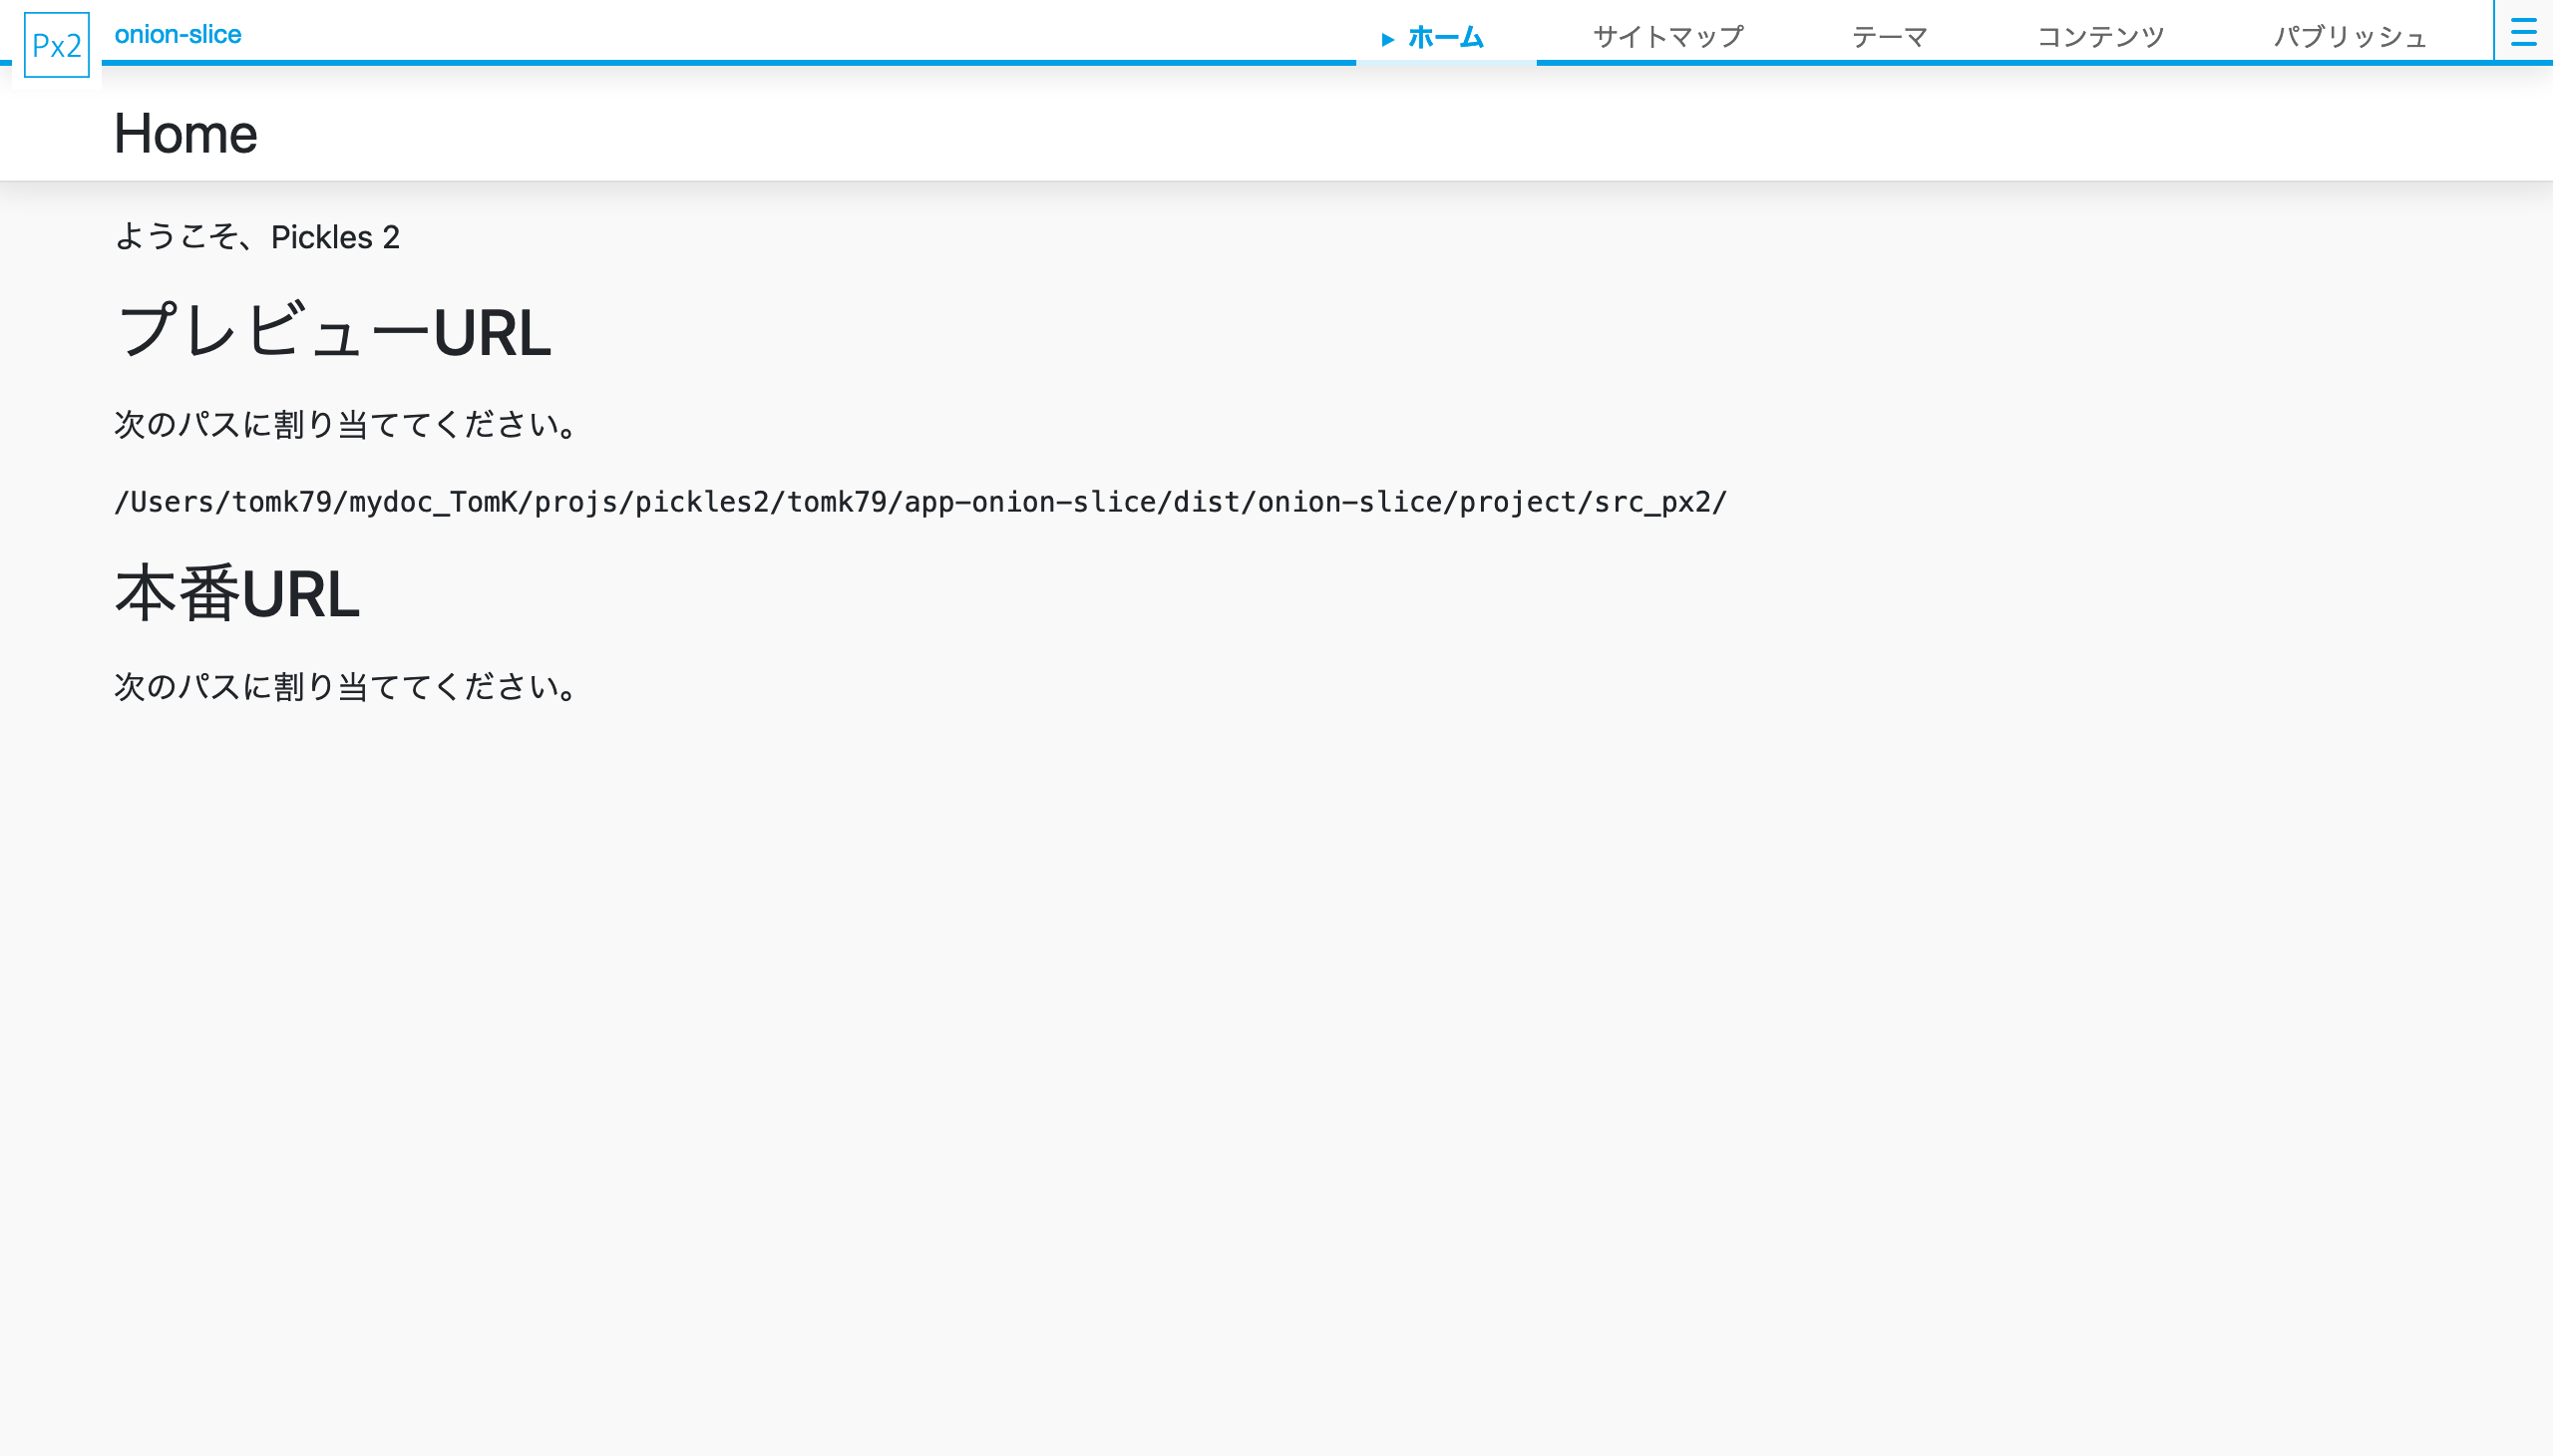 Px2
onion-slice
▶ ホーム
サイトマップ
テーマ
コンテンツ
パブリッシュ
Home
ようこそ、Pickles 2
プレビューURL
次のパスに割り当ててください。
/Users/tomk79/mydoc_TomK/projs/pickles2/tomk79/app-onion-slice/dist/onion-slice/project/src_px2/
本番URL
次のパスに割り当ててください。